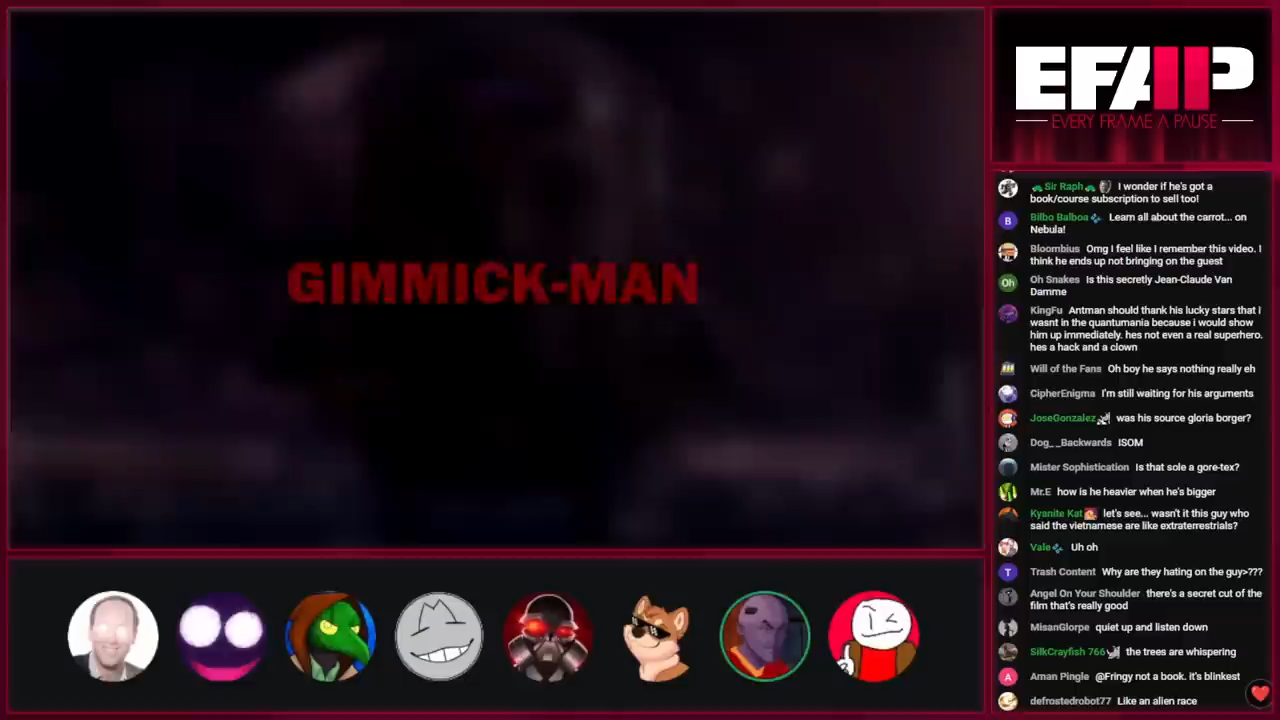 GIMMICK-MAN
EFAP
EVERY FRAME A PAUSE
Sir Raph I wonder if he's got a
book/course subscription to sell too!
B
Bilbo Balboa Learn all about the carrot... on
Nebula!
Bloombius Omg I feel like I remember this video. I
think he ends up not bringing on the guest
Oh
Oh Snakes Is this secretly Jean-Claude Van
Damme
KingFu Antman should thank his lucky stars that I
wasnt in the quantumania because i would show
him up immediately. hes not even a real superhero.
hes a hack and a clown
Will of the Fans Oh boy he says nothing really eh
CipherEnigma I'm still waiting for his arguments
JoseGonzalez was his source gloria borger?
Dog_ _Backwards ISOM
Mister Sophistication Is that sole a gore-tex?
Mr.E how is he heavier when he's bigger
Kyanite Kat let's see... wasn't it this guy who
said the vietnamese are like extraterrestrials?
Vale Uh oh
T
Trash Content Why are they hating on the guy>???
Angel On Your Shoulder there's a secret cut of the
film that's really good
MisanGlorpe quiet up and listen down
SilkCrayfish 766 the trees are whispering
A
Aman Pingle @Fringy not a book. it's blinkest
defrostedrobot77 Like an alien race